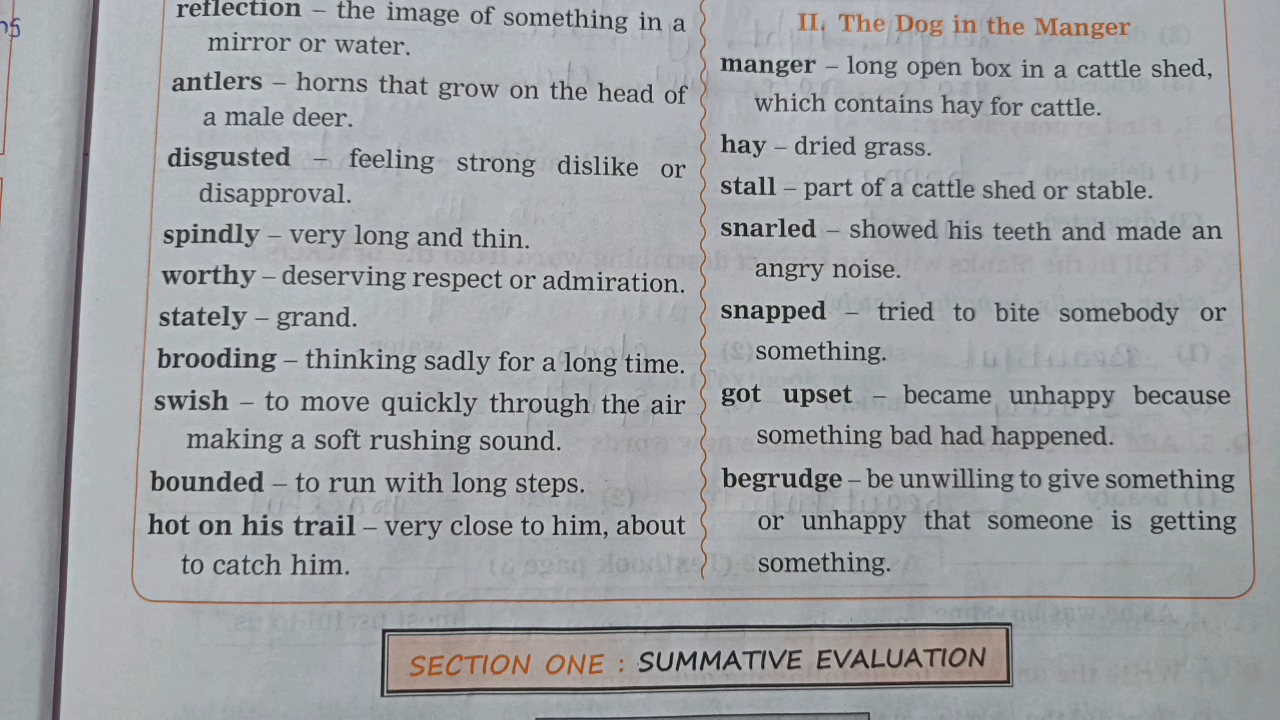 reflection – the image of something in a
mirror or water.
antlers – horns that grow on the head of
a male deer.
disgusted – feeling strong dislike or
disapproval.
spindly – very long and thin.
worthy – deserving respect or admiration.
stately – grand.
brooding – thinking sadly for a long time.
swish – to move quickly through the air
making a soft rushing sound.
bounded – to run with long steps.
hot on his trail – very close to him, about
to catch him.
II. The Dog in the Manger
manger – long open box in a cattle shed,
which contains hay for cattle.
hay – dried grass.
stall – part of a cattle shed or stable.
snarled – showed his teeth and made an
angry noise.
snapped – tried to bite somebody or
something.
got upset – became unhappy because
something bad had happened.
begrudge – be unwilling to give something
or unhappy that someone is getting
something.
SECTION ONE : SUMMATIVE EVALUATION